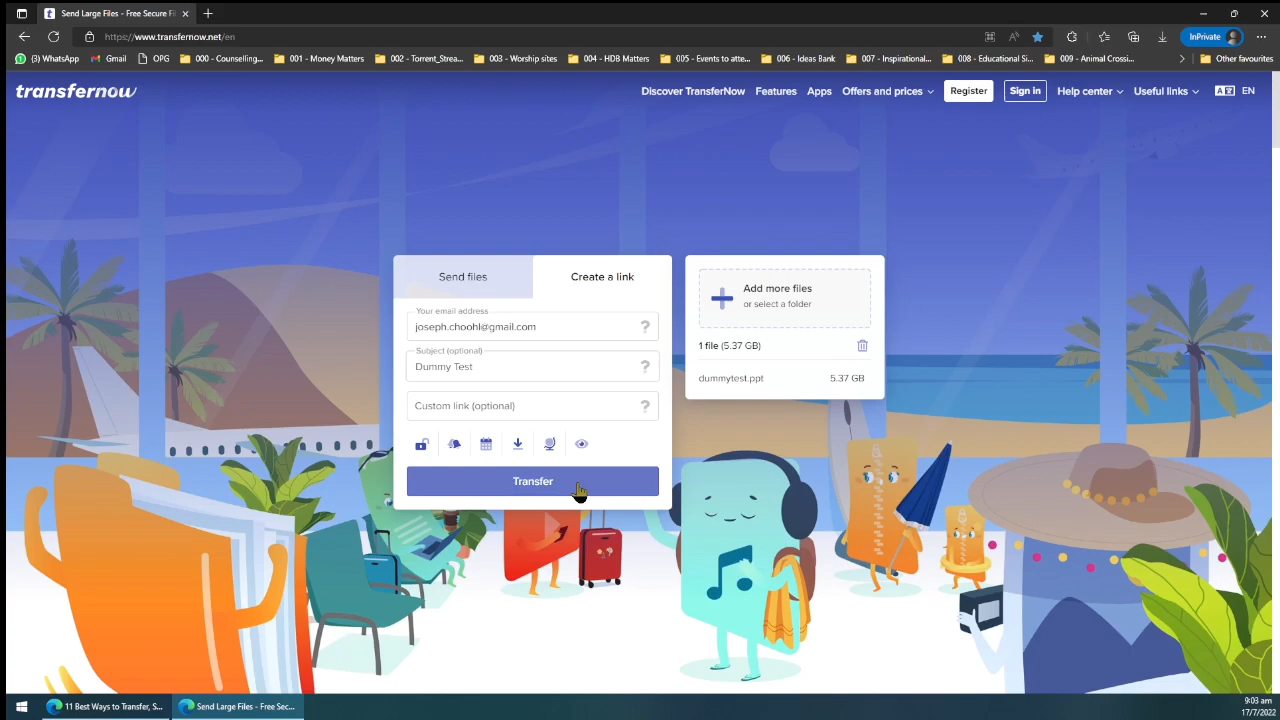 Send Large Files - Free Secure Fi
https://www.transfernow.net/en
InPrivate
(3) WhatsApp
Gmail
OPG
000 - Counselling...
001 - Money Matters
002 - Torrent_Strea...
003 - Worship sites
004 - HDB Matters
005 - Events to atte...
006 - Ideas Bank
007 - Inspirational...
008 - Educational Si...
009 - Animal Crossi...
Other favourites
transfernow
Discover TransferNow
Features
Apps
Offers and prices
Register
Sign in
Help center
Useful links
EN
Send files
Create a link
Your email address
joseph.choohl@gmail.com
Subject (optional)
Dummy Test
Custom link (optional)
Transfer
Add more files
or select a folder
1 file (5.37 GB)
dummytest.ppt 5.37 GB
11 Best Ways to Transfer, S...
Send Large Files - Free Sec...
9:03 am
17/7/2022